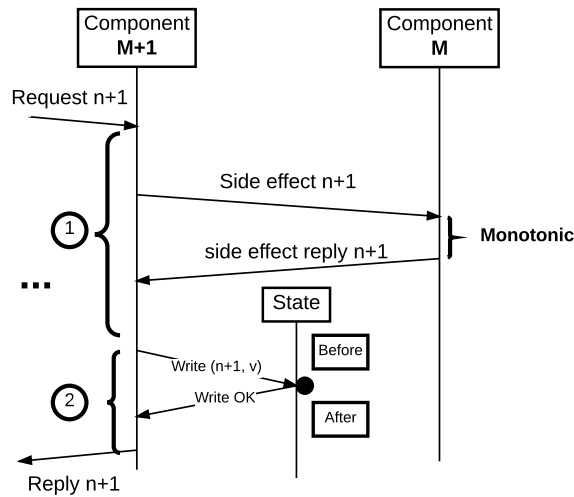 Component
M+1
Component
M
Request n+1
Side effect n+1
1
Monotonic
side effect reply n+1
...
State
Before
Write (n+1, v)
Write OK
2
After
Reply n+1